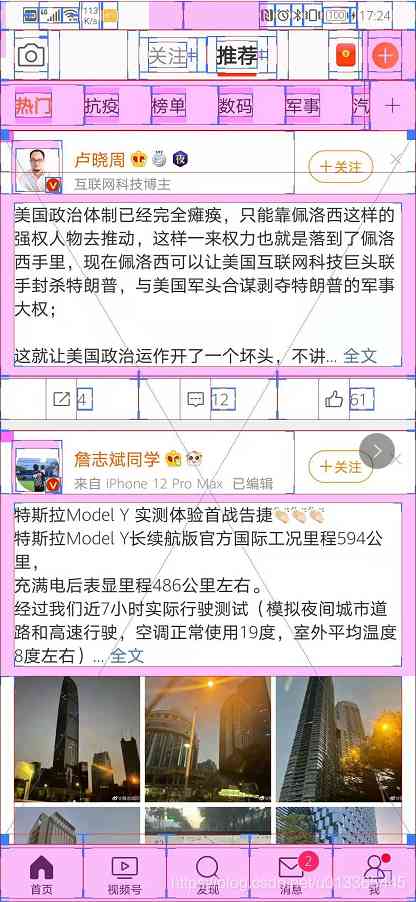 113
K/s
100
17:24
关注
推荐
热门
抗疫
榜单
数码
军事
汽
卢晓周
夜
互联网科技博主
+关注
美国政治体制已经完全瘫痪，只能靠佩洛西这样的
强权人物去推动，这样一来权力也就是落到了佩洛
西手里，现在佩洛西可以让美国互联网科技巨头联
手封杀特朗普，与美国军头合谋剥夺特朗普的军事
大权；
这就让美国政治运作开了一个坏头，不讲... 全文
4
12
61
詹志斌同学
来自 iPhone 12 Pro Max 已编辑
+关注
特斯拉Model Y 实测体验首战告捷👏🏻👏🏻👏🏻
特斯拉Model Y长续航版官方国际工况里程594公
里，
充满电后表显里程486公里左右。
经过我们近7小时实际行驶测试（模拟夜间城市道
路和高速行驶，空调正常使用19度，室外平均温度
8度左右）... 全文
2
首页
视频号
发现
消息
我
https://blog.csdn.net/u013365445